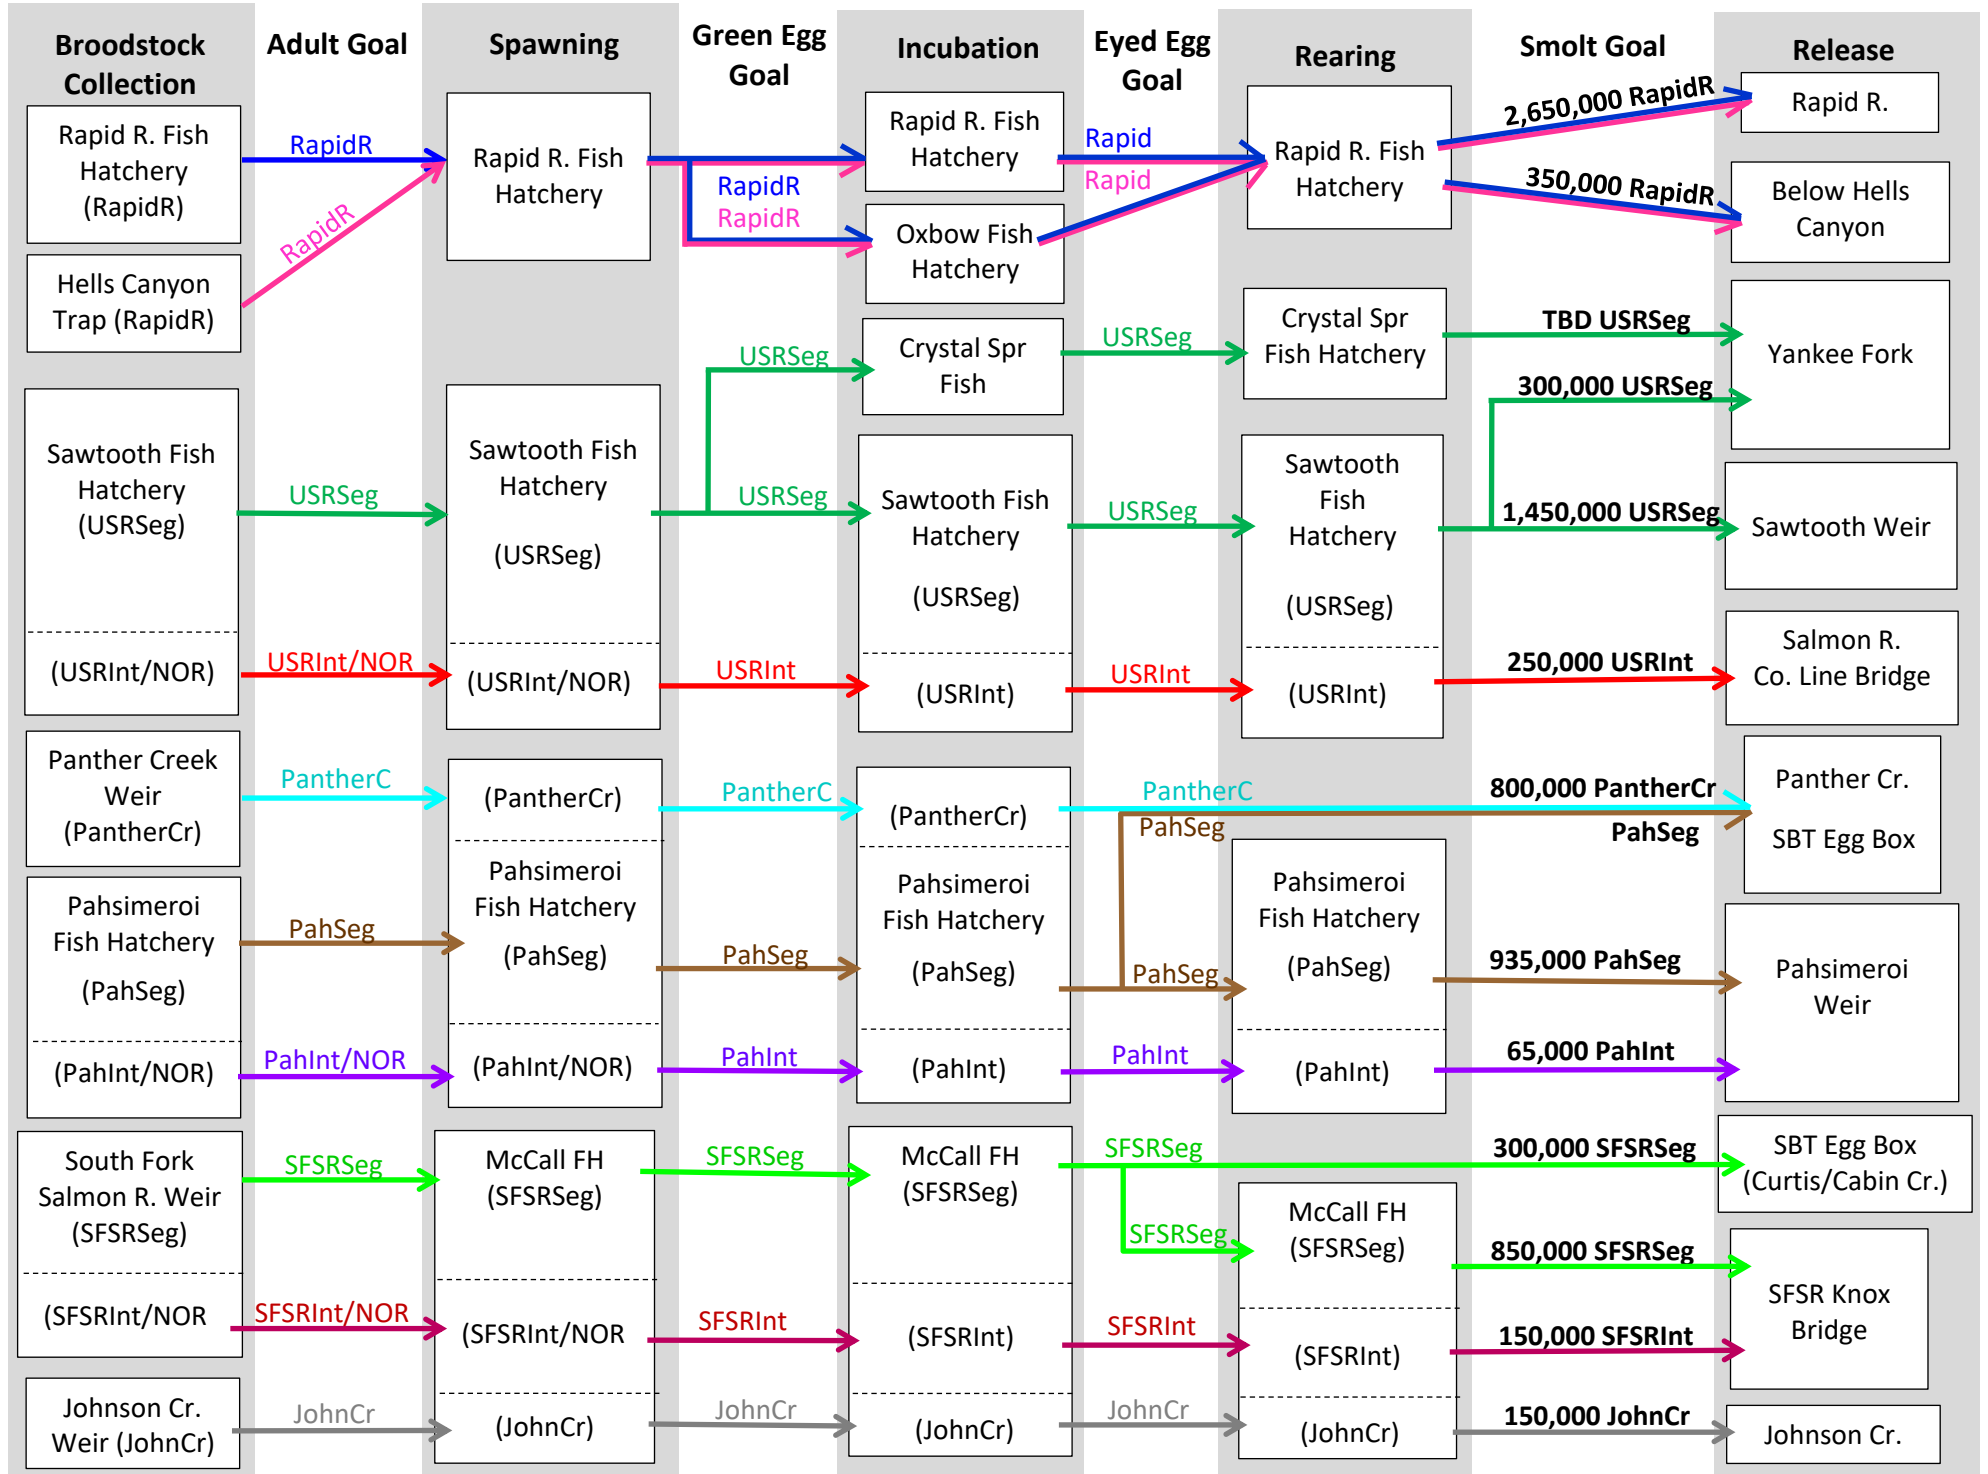 Broodstock
Collection
Adult Goal
Spawning
Green Egg
Goal
Incubation
Eyed Egg
Goal
Rearing
Smolt Goal
Release
Rapid R. Fish
Hatchery
(RapidR)
Hells Canyon
Trap (RapidR)
RapidR
RapidR
Rapid R. Fish
Hatchery
RapidR
RapidR
Rapid R. Fish
Hatchery
Oxbow Fish
Hatchery
Rapid
Rapid
Rapid R. Fish
Hatchery
2,650,000 RapidR
350,000 RapidR
Rapid R.
Below Hells
Canyon
Sawtooth Fish
Hatchery
(USRSeg)
(USRInt/NOR)
USRSeg
USRInt/NOR
Sawtooth Fish
Hatchery
(USRSeg)
(USRInt/NOR)
USRSeg
USRSeg
USRInt
Crystal Spr
Fish
Sawtooth Fish
Hatchery
(USRSeg)
(USRInt)
USRSeg
USRSeg
USRInt
Crystal Spr
Fish Hatchery
Sawtooth
Fish
Hatchery
(USRSeg)
(USRInt)
TBD USRSeg
300,000 USRSeg
1,450,000 USRSeg
250,000 USRInt
Yankee Fork
Sawtooth Weir
Salmon R.
Co. Line Bridge
Panther Creek
Weir
(PantherCr)
Pahsimeroi
Fish Hatchery
(PahSeg)
(PahInt/NOR)
PantherC
PahSeg
PahInt/NOR
(PantherCr)
Pahsimeroi
Fish Hatchery
(PahSeg)
(PahInt/NOR)
PantherC
PahSeg
PahInt
(PantherCr)
Pahsimeroi
Fish Hatchery
(PahSeg)
(PahInt)
PantherC
PahSeg
PahSeg
PahInt
Pahsimeroi
Fish Hatchery
(PahSeg)
(PahInt)
800,000 PantherCr
PahSeg
935,000 PahSeg
65,000 PahInt
Panther Cr.
SBT Egg Box
Pahsimeroi
Weir
South Fork
Salmon R. Weir
(SFSRSeg)
(SFSRInt/NOR
Johnson Cr.
Weir (JohnCr)
SFSRSeg
SFSRInt/NOR
JohnCr
McCall FH
(SFSRSeg)
(SFSRInt/NOR
(JohnCr)
SFSRSeg
SFSRInt
JohnCr
McCall FH
(SFSRSeg)
(SFSRInt)
(JohnCr)
SFSRSeg
SFSRSeg
SFSRInt
JohnCr
McCall FH
(SFSRSeg)
(SFSRInt)
(JohnCr)
300,000 SFSRSeg
850,000 SFSRSeg
150,000 SFSRInt
150,000 JohnCr
SBT Egg Box
(Curtis/Cabin Cr.)
SFSR Knox
Bridge
Johnson Cr.